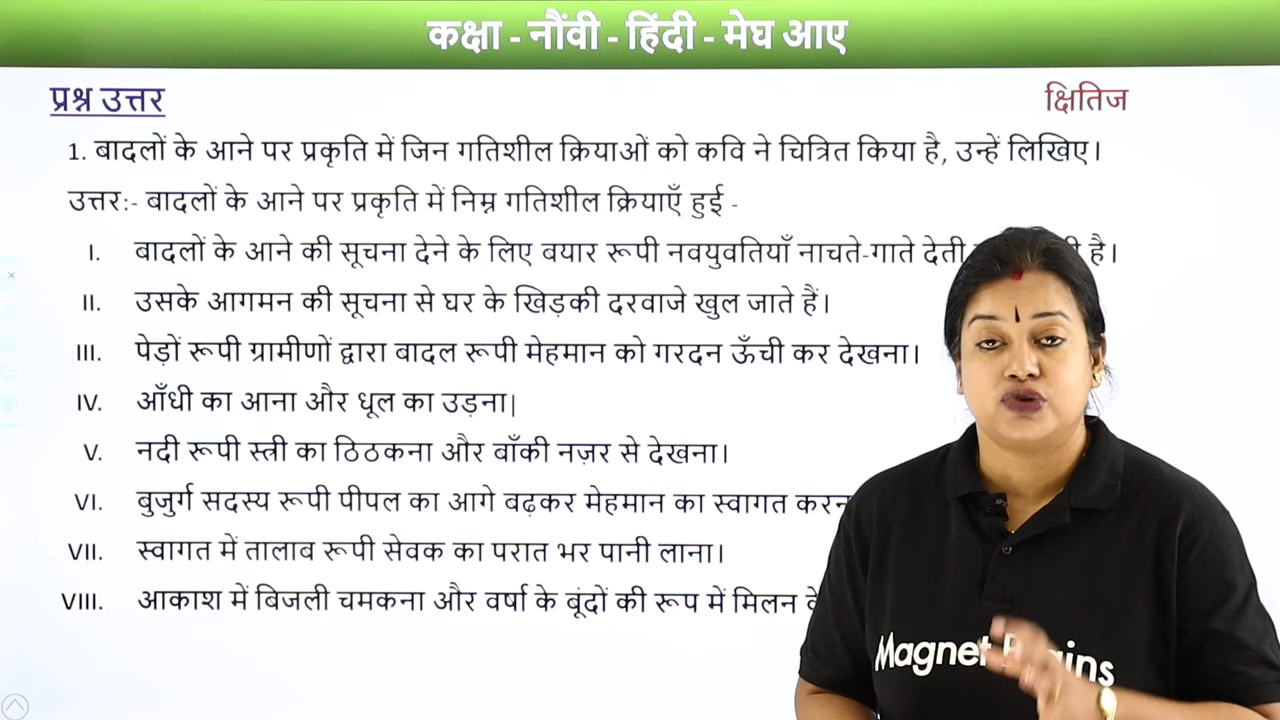 कक्षा - नौंवी - हिंदी - मेघ आए
प्रश्न उत्तर
क्षितिज
1. बादलों के आने पर प्रकृति में जिन गतिशील क्रियाओं को कवि ने चित्रित किया है, उन्हें लिखिए।
उत्तर:- बादलों के आने पर प्रकृति में निम्न गतिशील क्रियाएँ हुई -
I. बादलों के आने की सूचना देने के लिए बयार रूपी नवयुवतियाँ नाचते-गाते देती है।
II. उसके आगमन की सूचना से घर के खिड़की दरवाजे खुल जाते हैं।
III. पेड़ों रूपी ग्रामीणों द्वारा बादल रूपी मेहमान को गरदन ऊँची कर देखना।
IV. आँधी का आना और धूल का उड़ना|
V. नदी रूपी स्त्री का ठिठकना और बाँकी नज़र से देखना।
VI. बुजुर्ग सदस्य रूपी पीपल का आगे बढ़कर मेहमान का स्वागत
VII. स्वागत में तालाब रूपी सेवक का परात भर पानी लाना।
VIII. आकाश में बिजली चमकना और वर्षा के बूंदों की रूप में मिलन
Magnet Brains